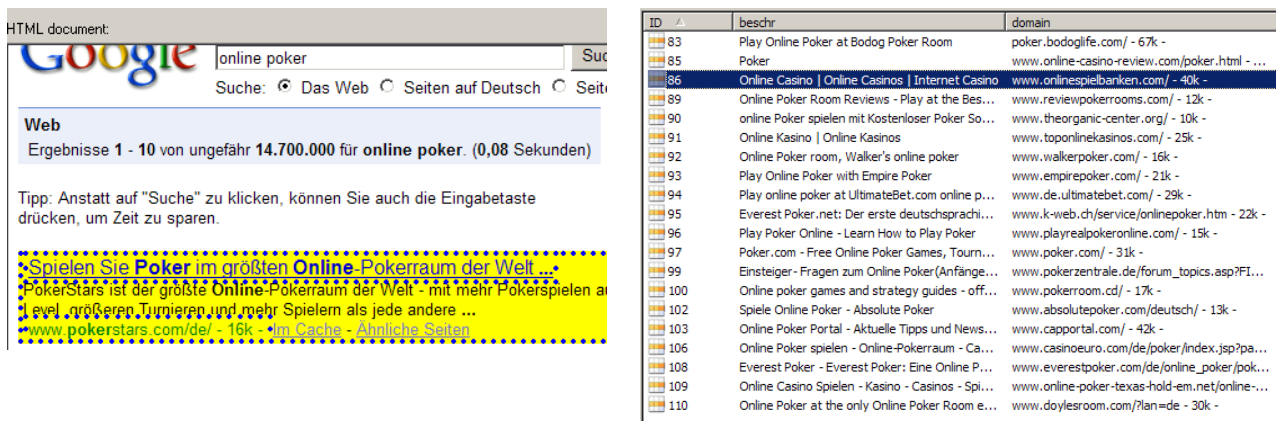 HTML document:
Google
online poker
Suc
Suche: Das Web Seiten auf Deutsch Seite
Web
Ergebnisse 1 - 10 von ungefähr 14.700.000 für online poker. (0,08 Sekunden)
Tipp: Anstatt auf "Suche" zu klicken, können Sie auch die Eingabetaste
drücken, um Zeit zu sparen.
Spielen Sie Poker im größten Online-Pokerraum der Welt ...
PokerStars ist der größte Online-Pokerraum der Welt - mit mehr Pokerspielen au
Level, größeren Turnieren und mehr Spielern als jede andere ...
www.pokerstars.com/de/ - 16k - Im Cache - Ähnliche Seiten
ID beschr domain
83 Play Online Poker at Bodog Poker Room poker.bodoglife.com/ - 67k -
85 Poker www.online-casino-review.com/poker.html - ...
86 Online Casino | Online Casinos | Internet Casino www.onlinespielbanken.com/ - 40k -
89 Online Poker Room Reviews - Play at the Bes... www.reviewpokerrooms.com/ - 12k -
90 online Poker spielen mit Kostenloser Poker So... www.theorganic-center.org/ - 10k -
91 Online Kasino | Online Kasinos www.toponlinekasinos.com/ - 25k -
92 Online Poker room, Walker's online poker www.walkerpoker.com/ - 16k -
93 Play Online Poker with Empire Poker www.empirepoker.com/ - 21k -
94 Play online poker at UltimateBet.com online p... www.de.ultimatebet.com/ - 29k -
95 Everest Poker.net: Der erste deutschsprachi... www.k-web.ch/service/onlinepoker.htm - 22k -
96 Play Poker Online - Learn How to Play Poker www.playrealpokeronline.com/ - 15k -
97 Poker.com - Free Online Poker Games, Tourn... www.poker.com/ - 31k -
99 Einsteiger- Fragen zum Online Poker(Anfänge... www.pokerzentrale.de/forum_topics.asp?FI...
100 Online poker games and strategy guides - off... www.pokerroom.cd/ - 17k -
102 Spiele Online Poker - Absolute Poker www.absolutepoker.com/deutsch/ - 13k -
103 Online Poker Portal - Aktuelle Tipps und News... www.capportal.com/ - 42k -
106 Online Poker spielen - Online-Pokerraum - Ca... www.casinoeuro.com/de/poker/index.jsp?pa...
108 Everest Poker - Everest Poker: Eine Online P... www.everestpoker.com/de/online_poker/pok...
109 Online Casino Spielen - Kasino - Casinos - Spi... www.online-poker-texas-hold-em.net/online-...
110 Online Poker at the only Online Poker Room e... www.doylesroom.com/?lan=de - 30k -